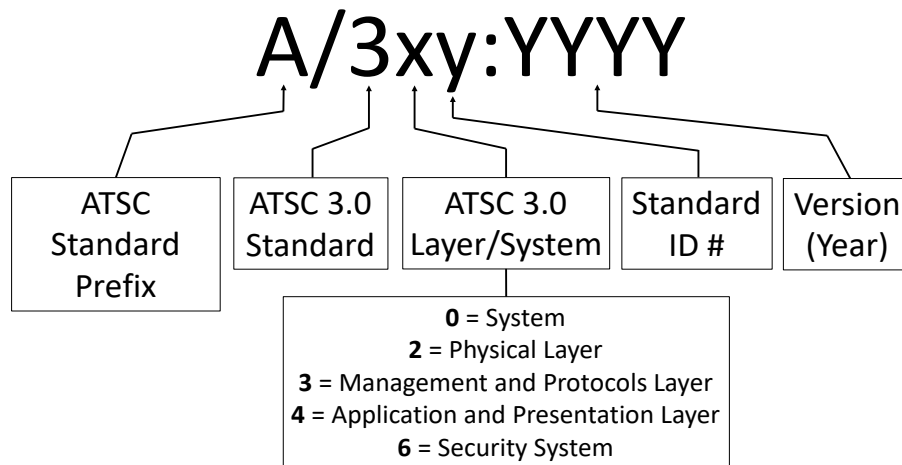 A/3xy:YYYY
ATSC
Standard
Prefix
ATSC 3.0
Standard
ATSC 3.0
Layer/System
Standard
ID #
Version
(Year)
0 = System
2 = Physical Layer
3 = Management and Protocols Layer
4 = Application and Presentation Layer
6 = Security System